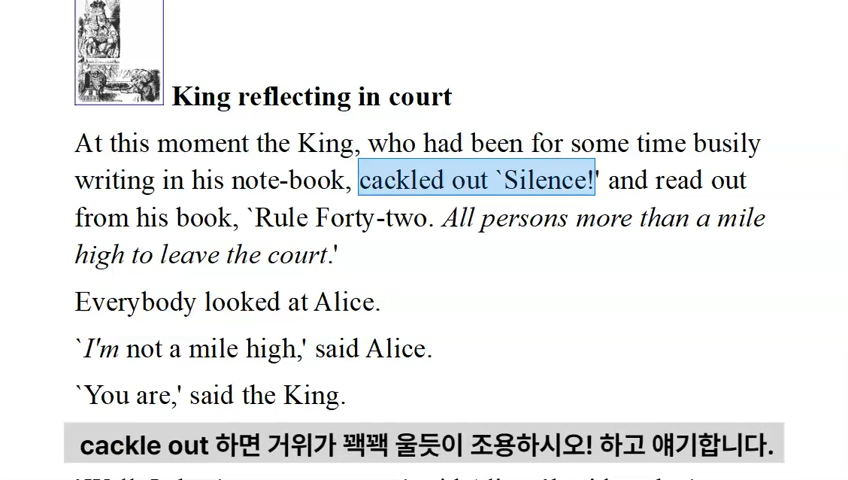 King reflecting in court
At this moment the King, who had been for some time busily
writing in his note-book, cackled out `Silence!' and read out
from his book, `Rule Forty-two. All persons more than a mile
high to leave the court.'
Everybody looked at Alice.
`I'm not a mile high,' said Alice.
`You are,' said the King.
cackle out 하면 거위가 꽥꽥 울듯이 조용하시오! 하고 얘기합니다.